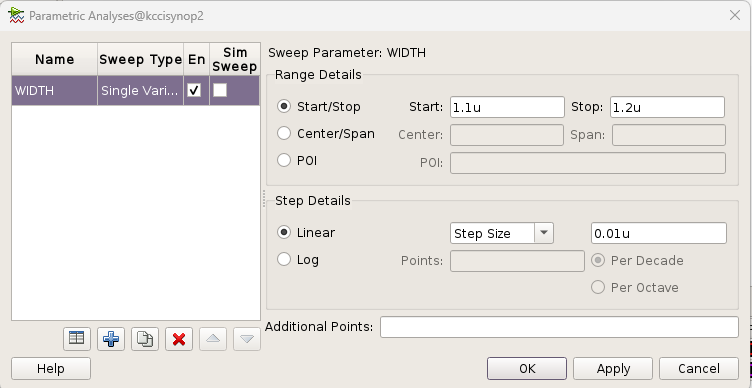 Parametric Analyses@kccisynop2
Name Sweep Type En Sim Sweep
WIDTH Single Vari...
Sweep Parameter: WIDTH
Range Details
Start/Stop Start: 1.1u Stop: 1.2u
Center/Span Center: Span:
POI POI:
Step Details
Linear Step Size 0.01u
Log Points: Per Decade
Per Octave
Additional Points:
Help OK Apply Cancel